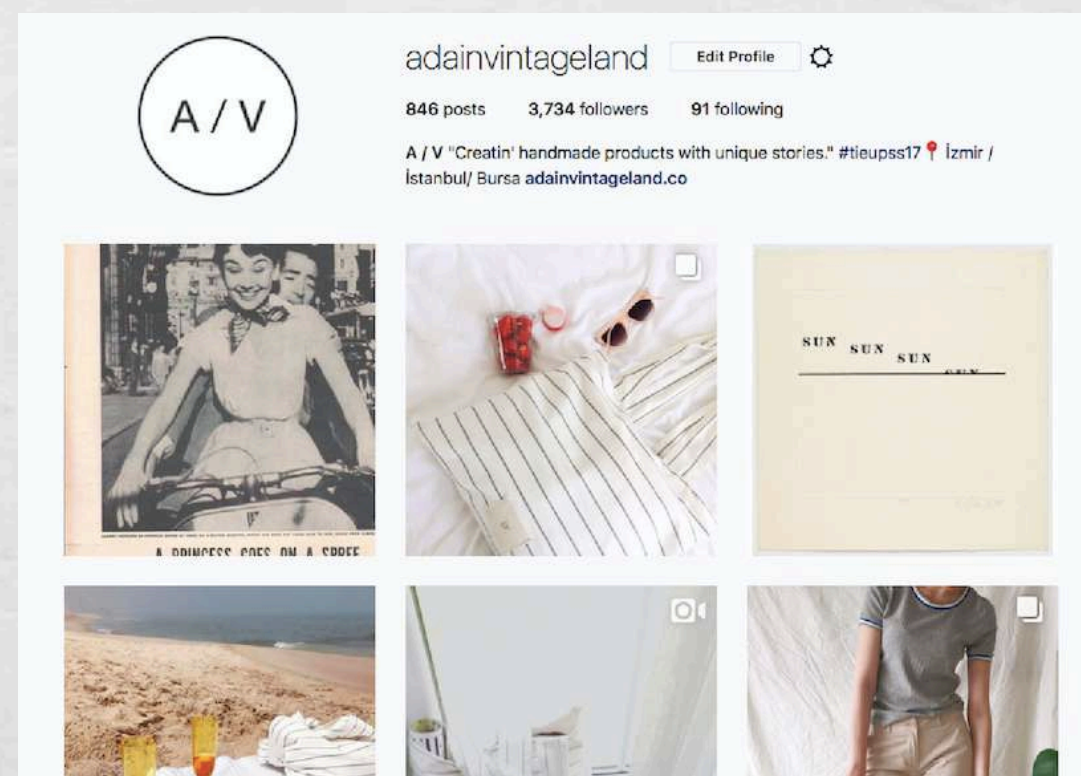 A / V
adainvintageland Edit Profile
846 posts 3,734 followers 91 following
A / V "Creatin' handmade products with unique stories." #tieupss17 📍 İzmir /
İstanbul/ Bursa adainvintageland.co
A PRINCESS GOES ON A SPREE
SUN SUN SUN SUN